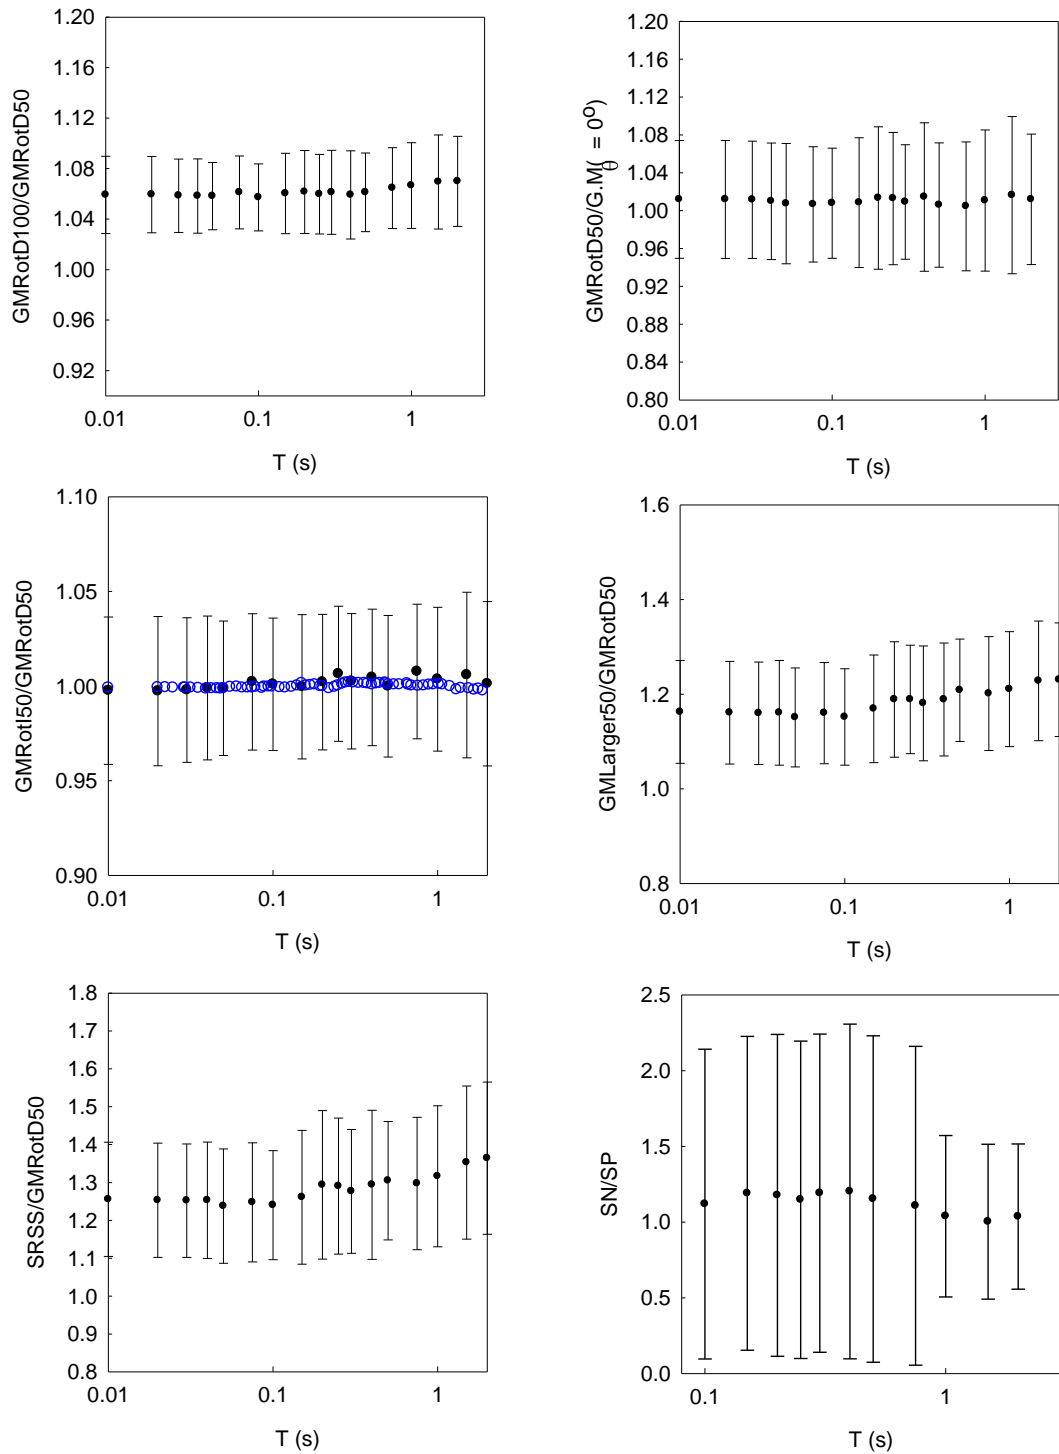 1.20
1.16
1.12
1.08
1.04
1.00
0.96
0.92
GMRotD100/GMRotD50
0.01 0.1 1
T (s)
1.20
1.16
1.12
1.08
1.04
1.00
0.96
0.92
0.88
0.84
0.80
GMRotD50/G.M(θ = 0°)
0.01 0.1 1
T (s)
1.10
1.05
1.00
0.95
0.90
GMRotI50/GMRotD50
0.01 0.1 1
T (s)
1.6
1.4
1.2
1.0
0.8
GMLarger50/GMRotD50
0.01 0.1 1
T (s)
1.8
1.7
1.6
1.5
1.4
1.3
1.2
1.1
1.0
0.9
0.8
SRSS/GMRotD50
0.01 0.1 1
T (s)
2.5
2.0
1.5
1.0
0.5
0.0
SN/SP
0.1 1
T (s)